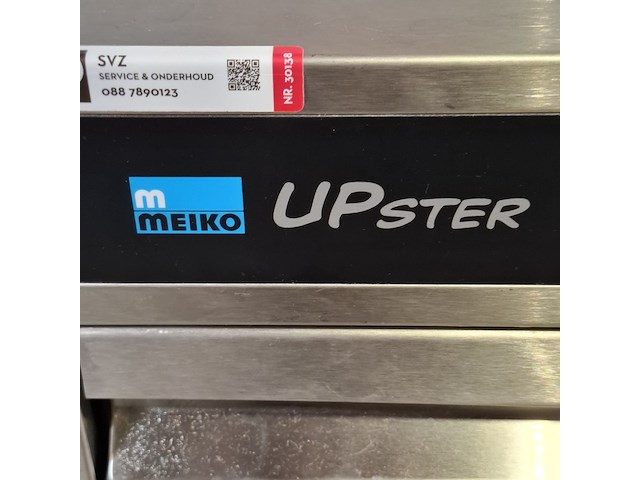 SVZ
SERVICE & ONDERHOUD
088 7890123
NR. 30138
m
MEIKO
UPSTER